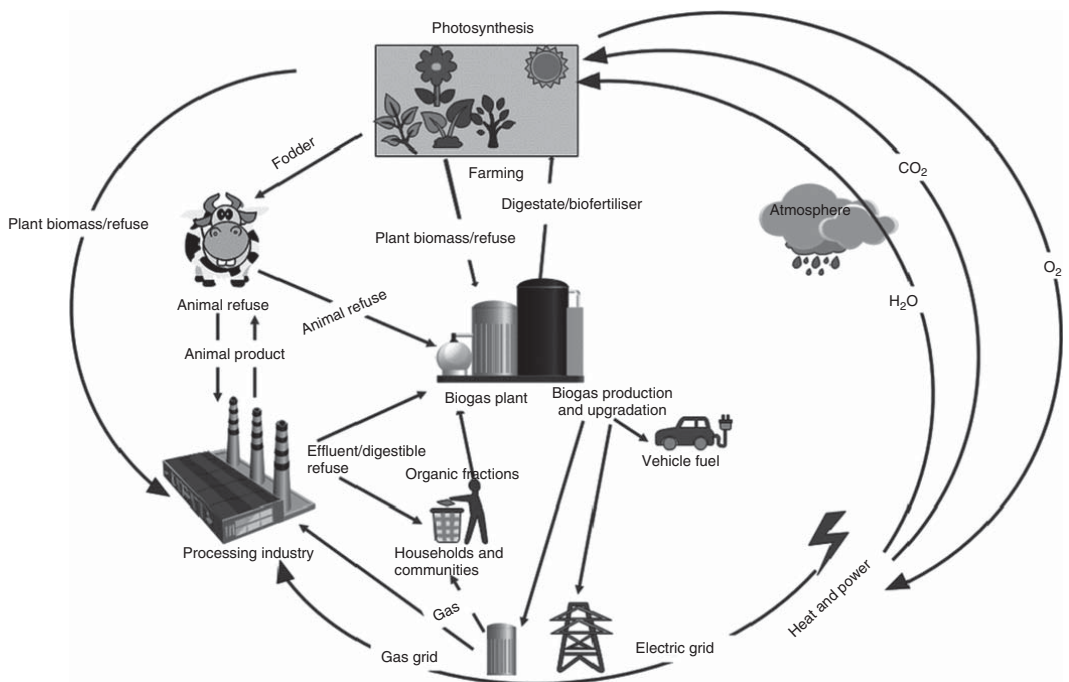 Photosynthesis
Fodder
Farming
CO₂
Plant biomass/refuse
Digestate/biofertiliser
Atmosphere
Plant biomass/refuse
O₂
Animal refuse
Animal refuse
H₂O
Animal product
Biogas plant
Biogas production
and upgradation
Effluent/digestible
refuse
Vehicle fuel
Organic fractions
Processing industry
Households and
communities
Heat and power
Gas
Gas grid
Electric grid